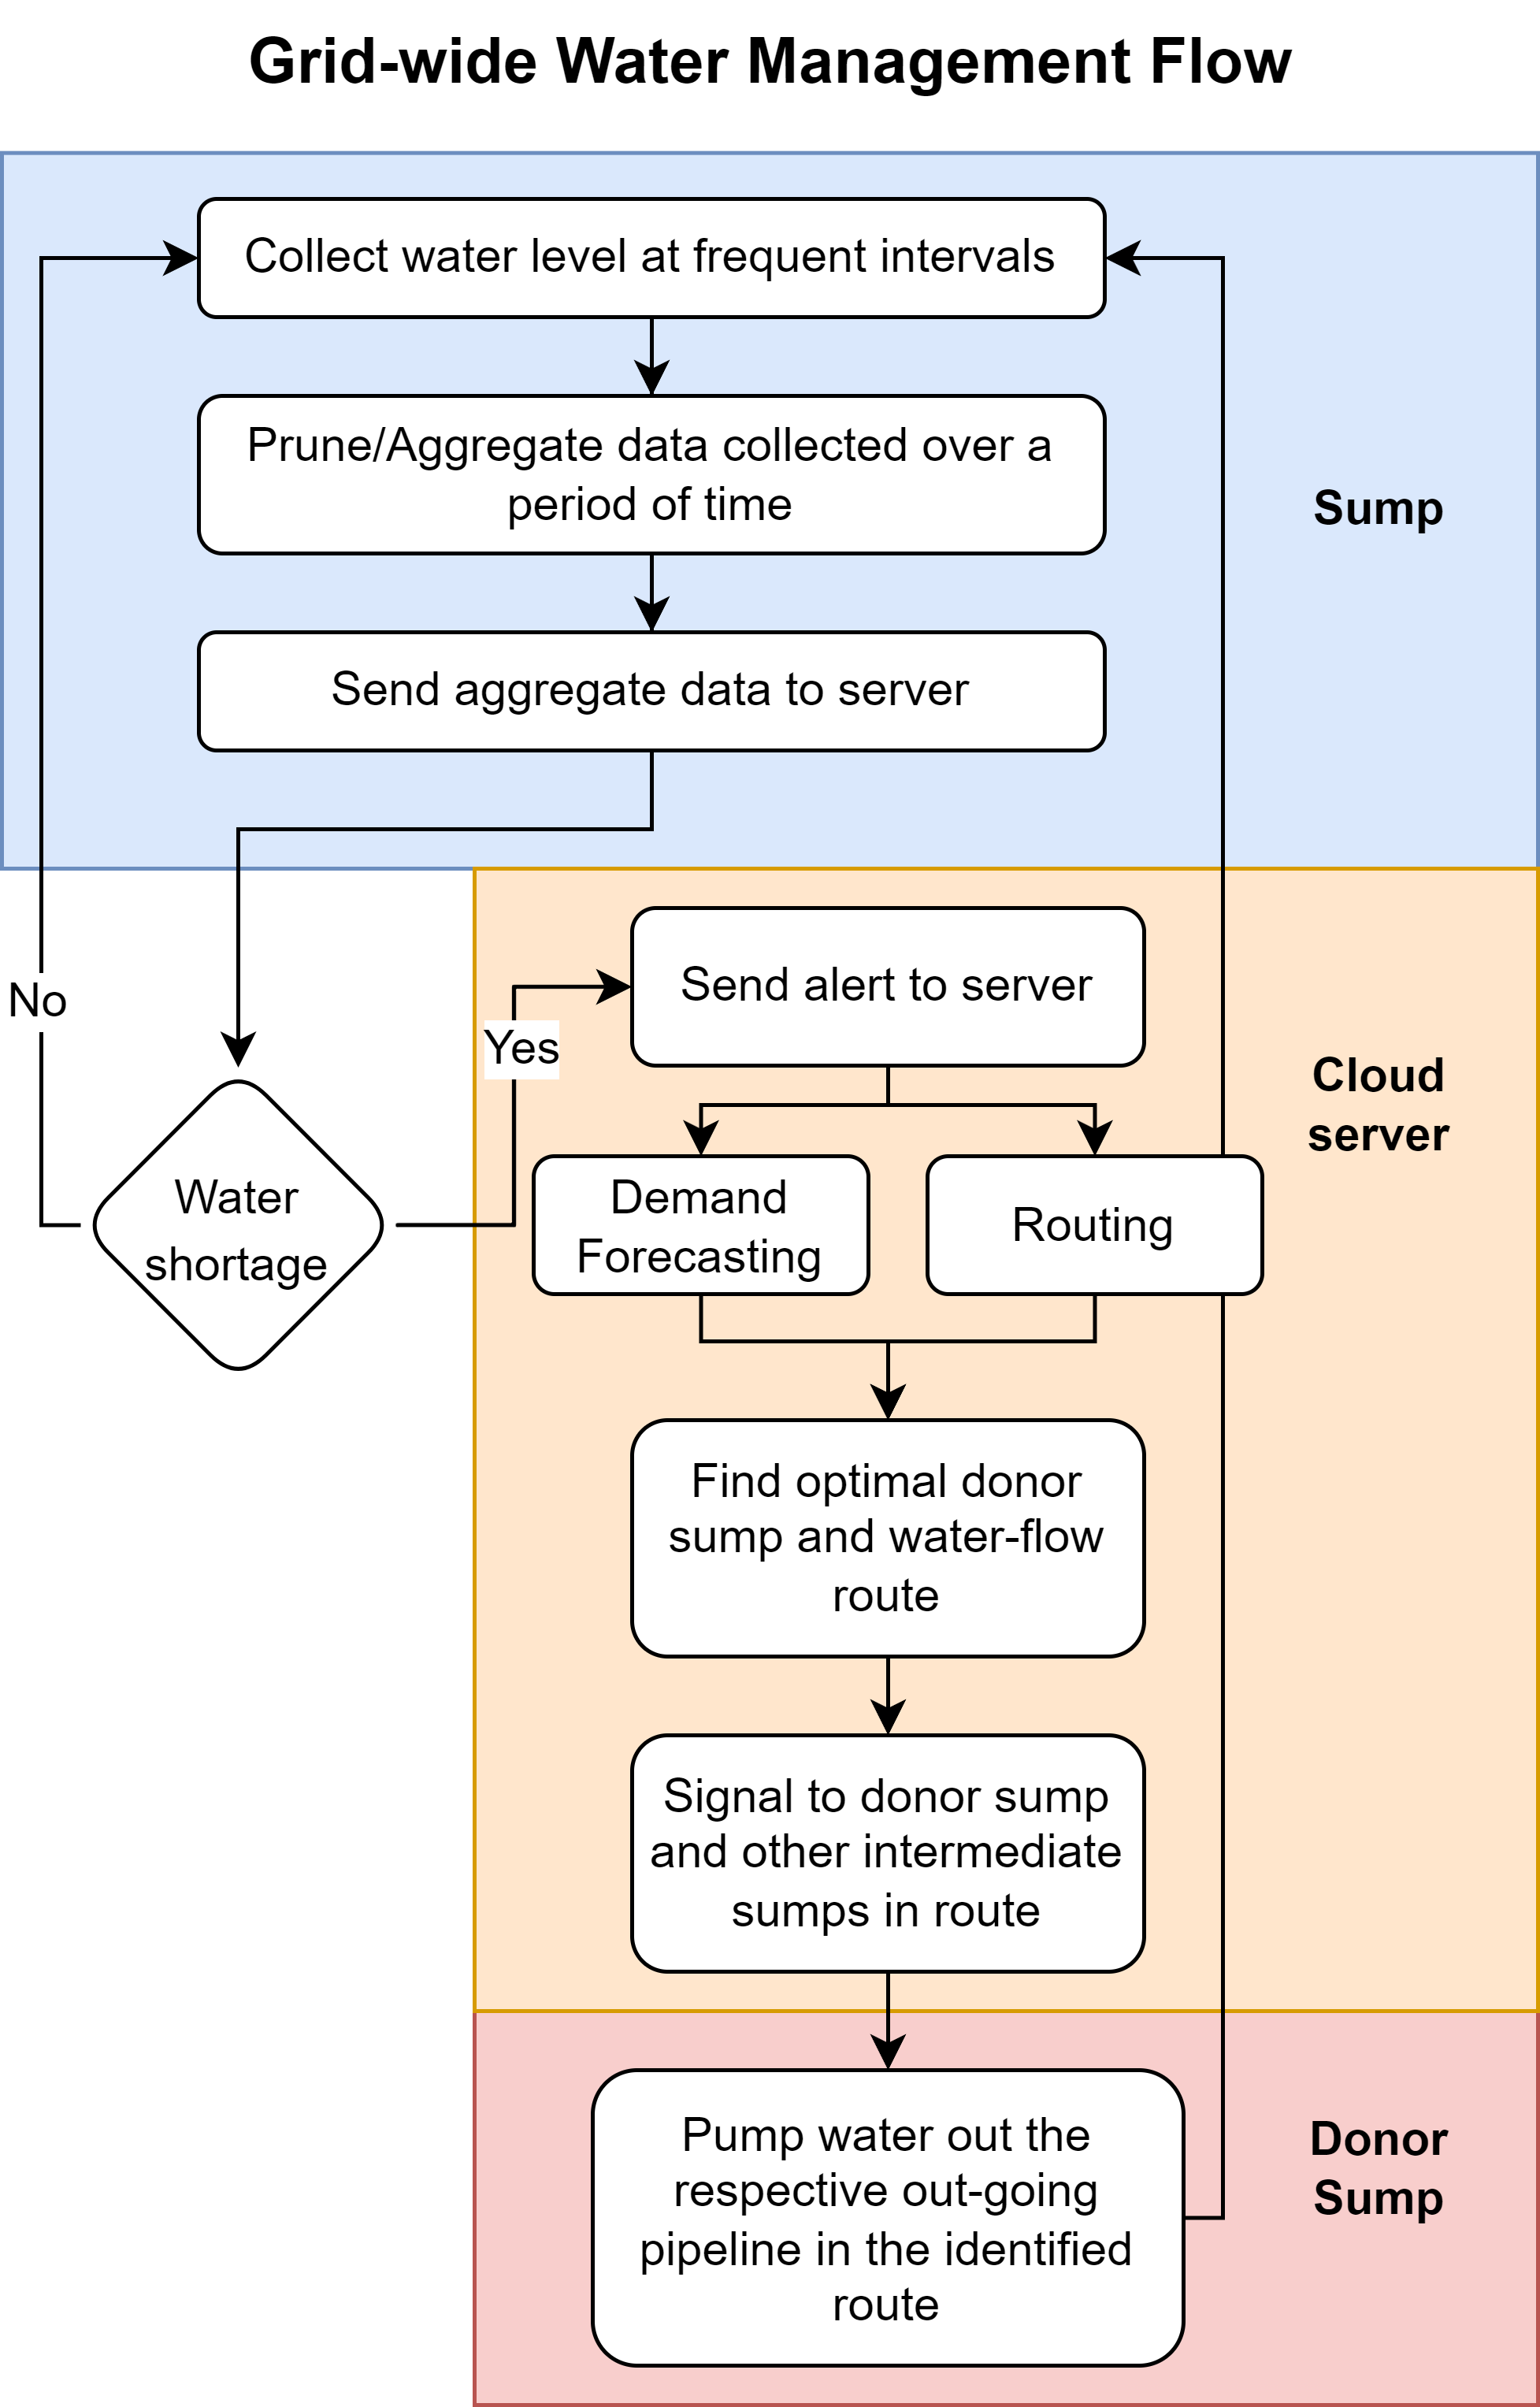 Grid-wide Water Management Flow
Collect water level at frequent intervals
Prune/Aggregate data collected over a
period of time
Sump
Send aggregate data to server
No
Yes
Send alert to server
Cloud
server
Water
shortage
Demand
Forecasting
Routing
Find optimal donor
sump and water-flow
route
Signal to donor sump
and other intermediate
sumps in route
Pump water out the
respective out-going
pipeline in the identified
route
Donor
Sump